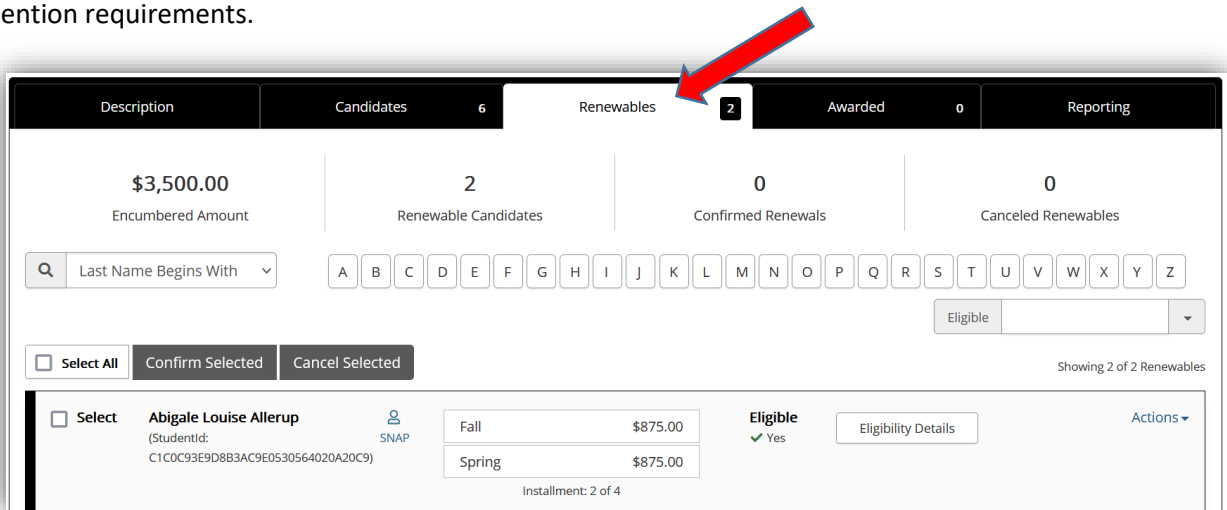 ention requirements.
Description Candidates 6 Renewables 2 Awarded 0 Reporting
$3,500.00 2 0 0
Encumbered Amount Renewable Candidates Confirmed Renewals Canceled Renewables
Last Name Begins With A B C D E F G H I J K L M N O P Q R S T U V W X Y Z
Eligible
Select All Confirm Selected Cancel Selected Showing 2 of 2 Renewables
Select Abigale Louise Allerup Fall $875.00 Eligible Eligibility Details Actions
(StudentId: SNAP Yes
C1C0C93E9D8B3AC9E0530564020A20C9) Spring $875.00
Installment: 2 of 4